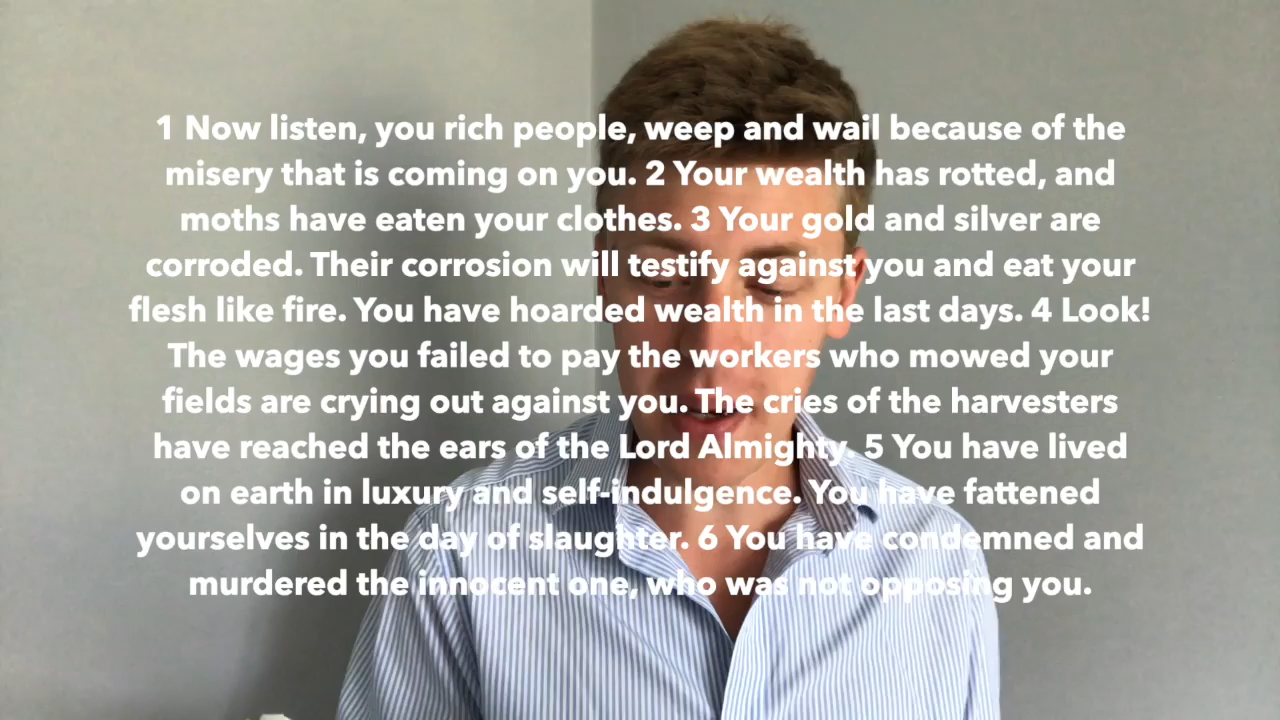 1 Now listen, you rich people, weep and wail because of the
misery that is coming on you. 2 Your wealth has rotted, and
moths have eaten your clothes. 3 Your gold and silver are
corroded. Their corrosion will testify against you and eat your
flesh like fire. You have hoarded wealth in the last days. 4 Look!
The wages you failed to pay the workers who mowed your
fields are crying out against you. The cries of the harvesters
have reached the ears of the Lord Almighty. 5 You have lived
on earth in luxury and self-indulgence. You have fattened
yourselves in the day of slaughter. 6 You have condemned and
murdered the innocent one, who was not opposing you.